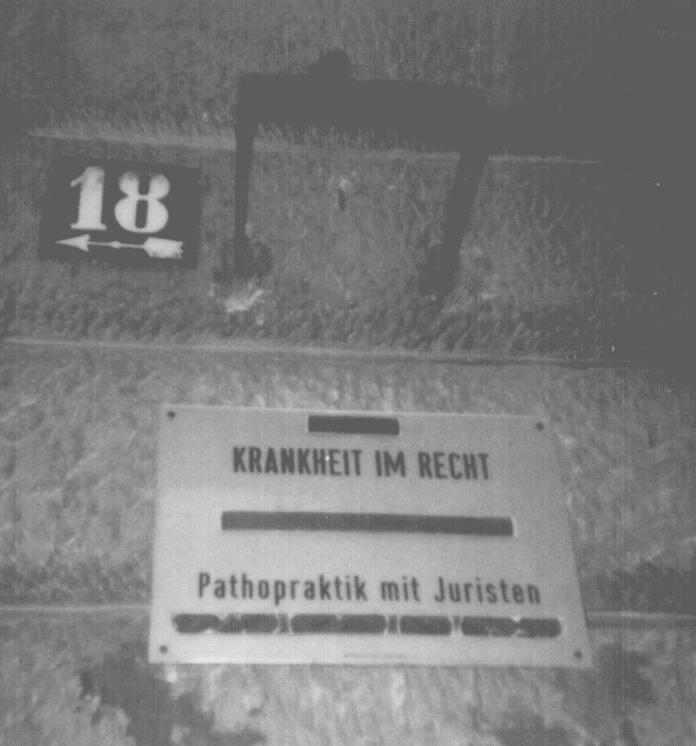 18
KRANKHEIT IM RECHT
Pathopraktik mit Juristen